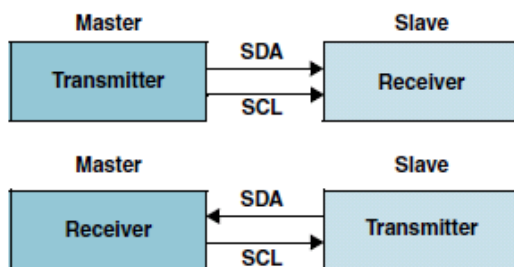 Master Slave
Transmitter SDA Receiver
SCL
Master Slave
Receiver SDA Transmitter
SCL